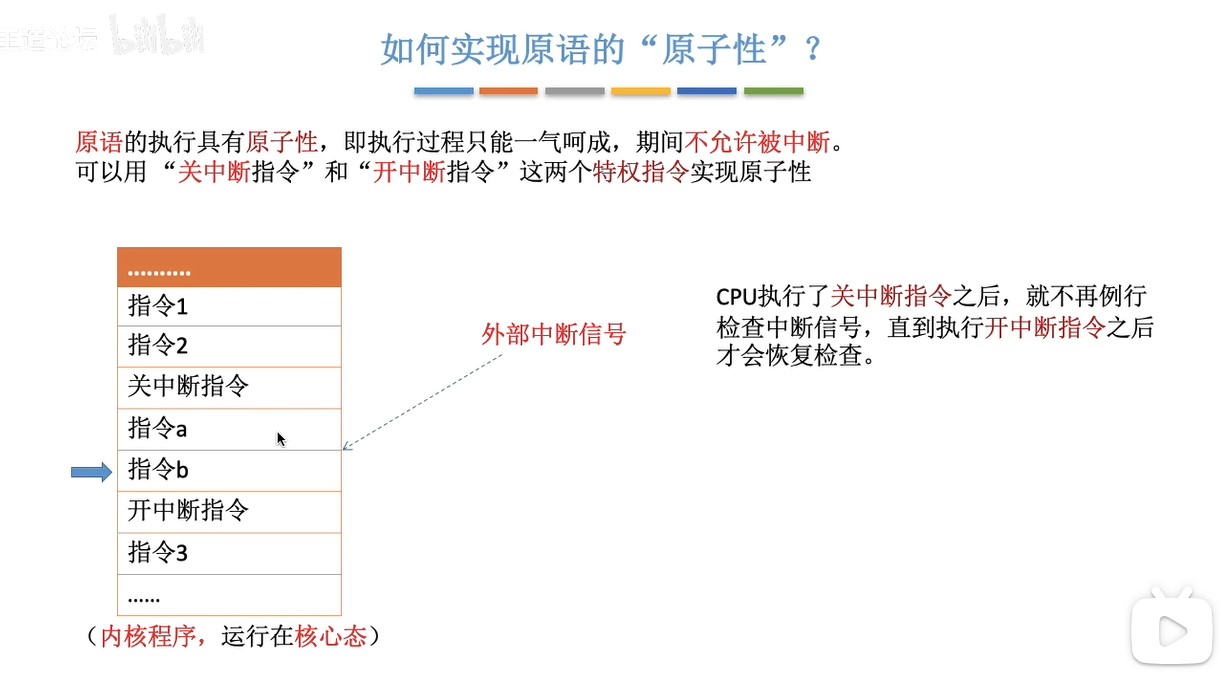 王道论坛 bilibili
如何实现原语的“原子性”？
原语的执行具有原子性，即执行过程只能一气呵成，期间不允许被中断。
可以用 “关中断指令”和“开中断指令”这两个特权指令实现原子性
..........
指令1
指令2
关中断指令
指令a
指令b
开中断指令
指令3
......
（内核程序，运行在核心态）
外部中断信号
CPU执行了关中断指令之后，就不再例行
检查中断信号，直到执行开中断指令之后
才会恢复检查。